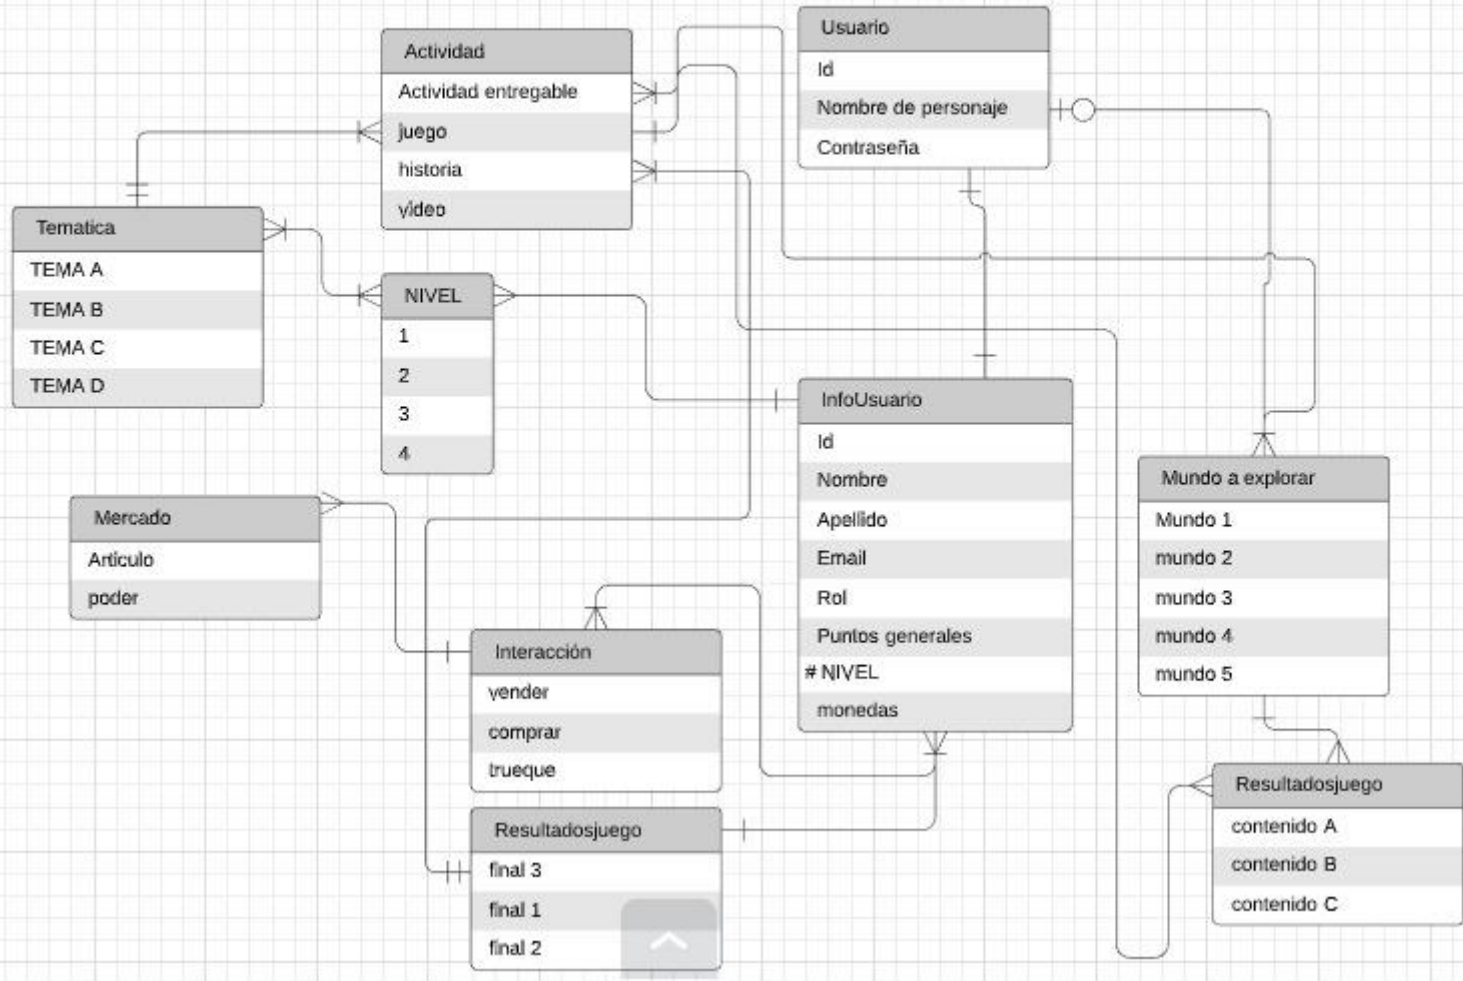 Actividad
Actividad entregable
juego
historia
video
Usuario
Id
Nombre de personaje
Contraseña
Tematica
TEMA A
TEMA B
TEMA C
TEMA D
NIVEL
1
2
3
4
InfoUsuario
Id
Nombre
Apellido
Email
Rol
Puntos generales
# NIVEL
monedas
Mundo a explorar
Mundo 1
mundo 2
mundo 3
mundo 4
mundo 5
Mercado
Artículo
poder
Interacción
vender
comprar
trueque
Resultadosjuego
final 3
final 1
final 2
Resultadosjuego
contenido A
contenido B
contenido C